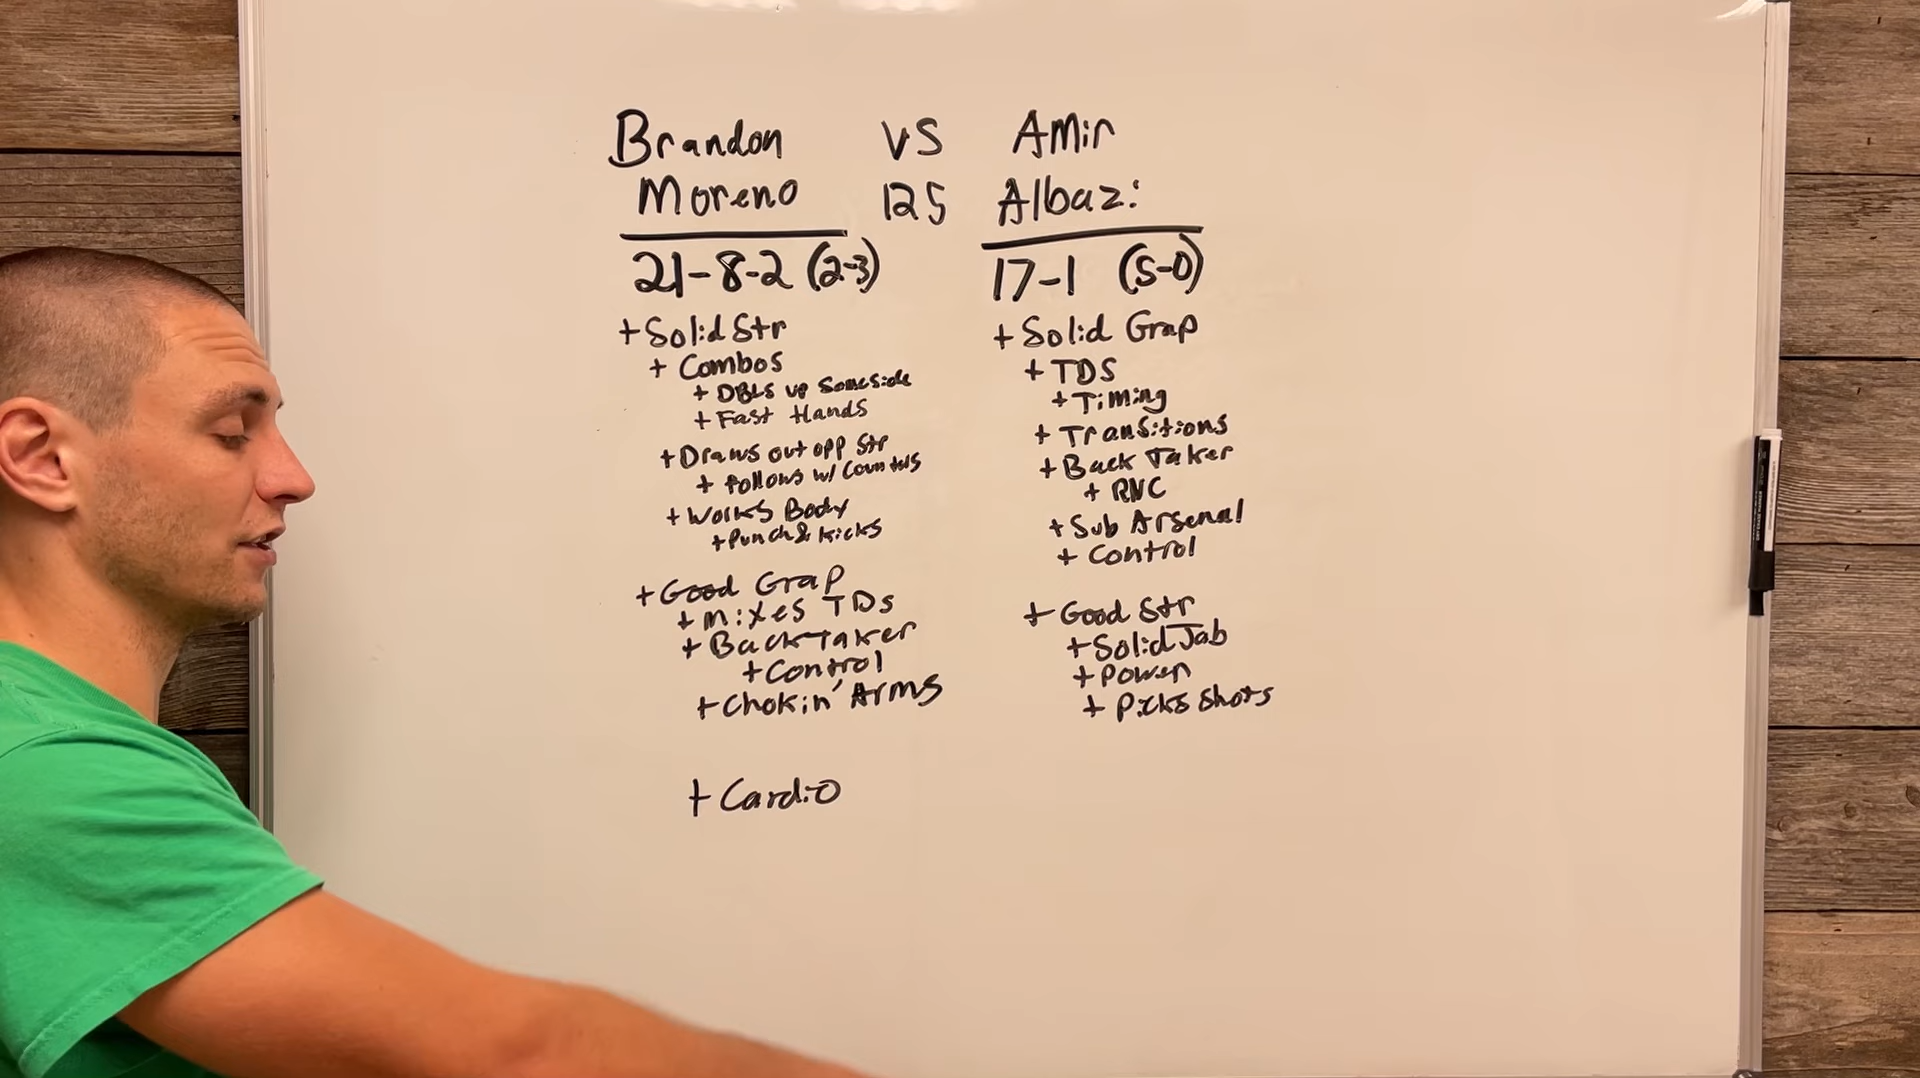 Brandon VS Amir
Moreno 125 Albazi
21-8-2 (2-3)
+ Solid Str
+ Combos
+ DBLS up Sameside
+ Fast Hands
+ Draws out opp Str
+ Follows w/ Counters
+ Works Body
+ Punch & Kicks
+ Good Grap
+ Mixes TDs
+ Back Taker
+ Control
+ Chokin' Arms
+ Cardio
17-1 (5-0)
+ Solid Grap
+ TDS
+ Timing
+ Transitions
+ Back Taker
+ RNC
+ Sub Arsenal
+ Control
+ Good Str
+ Solid Jab
+ Power
+ Picks Shots